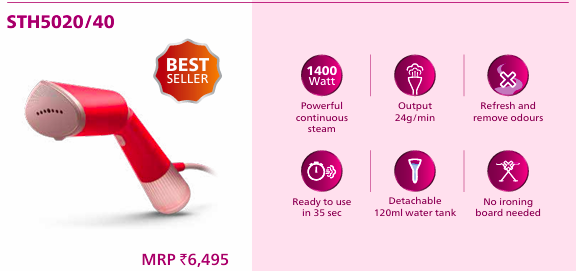 STH5020/40
BEST
SELLER
MRP ₹6,495
1400
Watt
Powerful
continuous
steam
Output
24g/min
Refresh and
remove odours
Ready to use
in 35 sec
Detachable
120ml water tank
No ironing
board needed